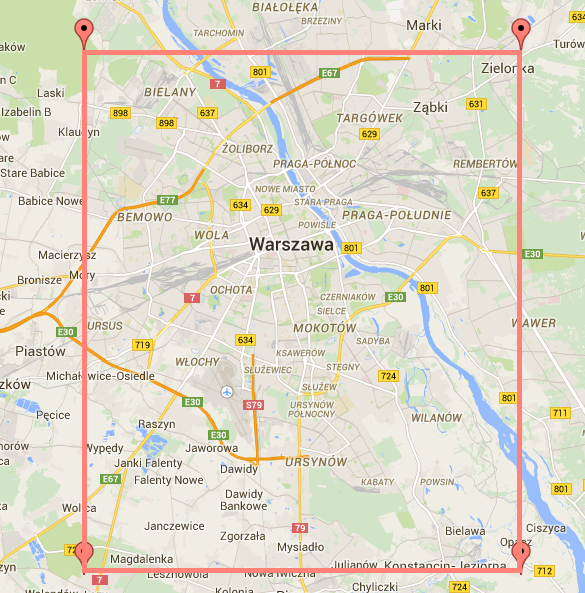 BIAŁOŁĘKA
BRZEZINY
Marki
634
TARCHOMIN
Turów
aków
Zielonka
801
E67
7
n C
Laski
BIELANY
Izabelin B
898
637
TARGÓWEK
Ząbki
631
898
629
Klaudyn
ŻOLIBORZ
are
PRAGA-PÓŁNOC
REMBERTÓW
Stare Babice
NOWE MIASTO
637
Babice Nowe
E77
634
629
STARA PRAGA
BEMOWO
PRAGA-POŁUDNIE
POWIŚLE
WOLA
Warszawa
801
Macierzysz
E30
Bronisze
Mory
OCHOTA
801
7
CZERNIAKÓW
E30
SIELCE
URSUS
E30
MOKOTÓW
WAWER
719
634
SADYBA
Piastów
KSAWERÓW
WŁOCHY
SŁUŻEWIEC
STEGNY
Michałowice-Osiedle
724
zków
SŁUŻEW
801
E30
S79
URSYNÓW
PÓŁNOCNY
711
Pęcice
WILANÓW
Raszyn
E30
Wypędy
Jaworowa
Janki
Falenty
Dawidy
URSYNÓW
E67
Falenty Nowe
KABATY
POWSIN
801
Dawidy
Bankowe
Wolica
Janczewice
79
Bielawa
Ciszyca
Zgorzała
Mysiadło
72
Magdalenka
Julianów
Konstancin-Jeziorna
7
Lesznowola
Nowa Iwiczna
712
Kolonia
Chyliczki
724